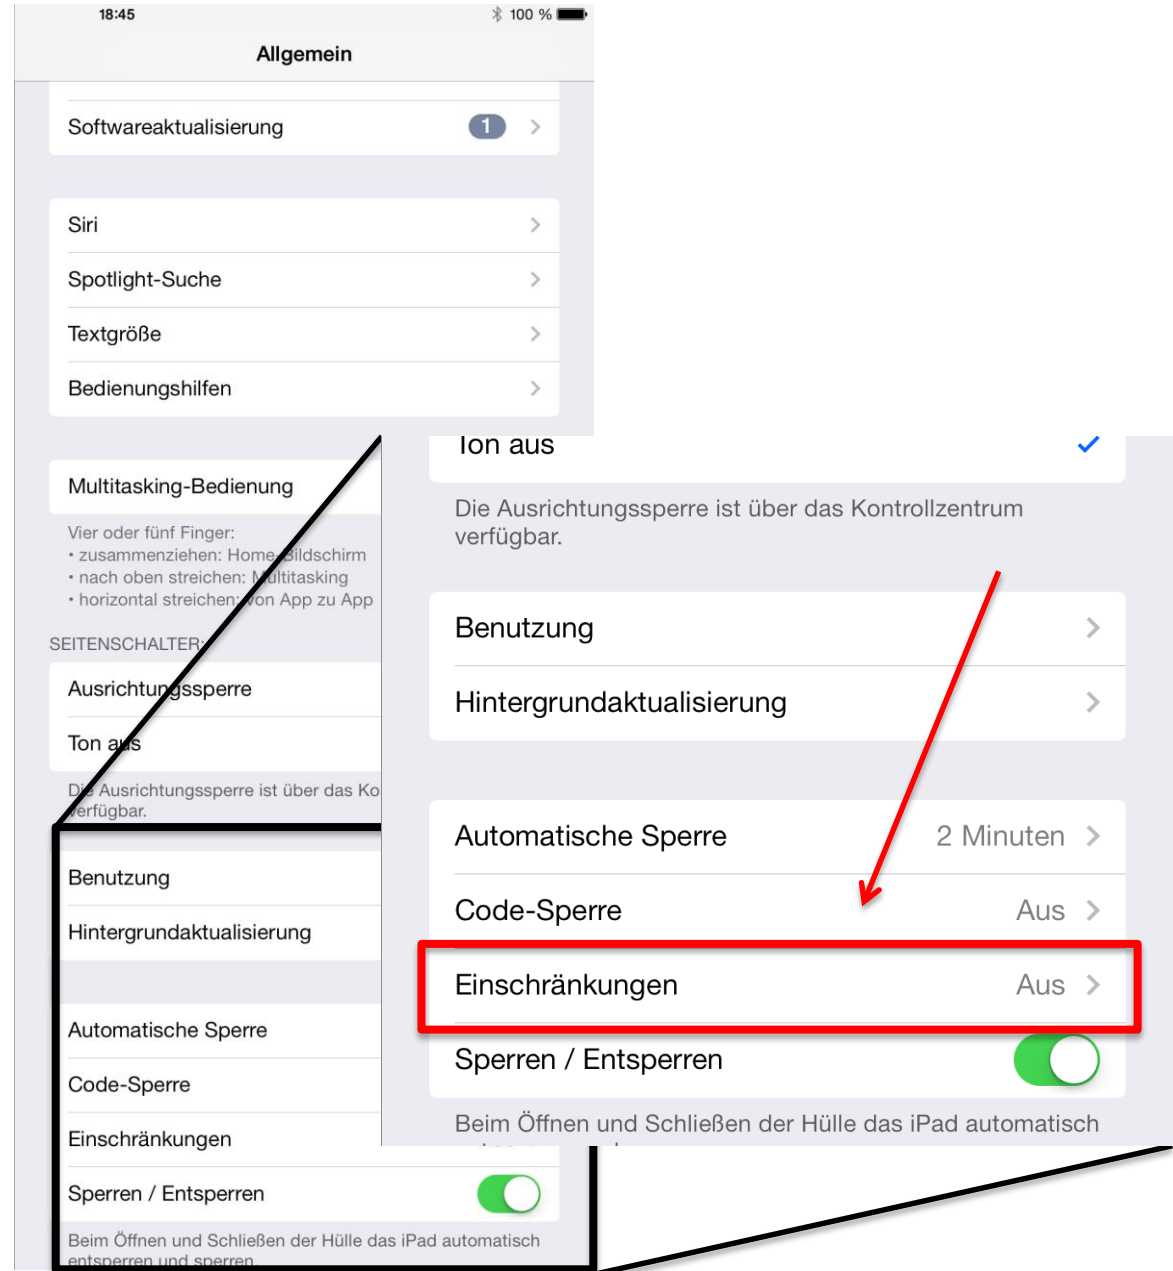 18:45
100 %
Allgemein
Softwareaktualisierung
1
Siri
Spotlight-Suche
Textgröße
Bedienungshilfen
Multitasking-Bedienung
Vier oder fünf Finger:
• zusammenziehen: Home-Bildschirm
• nach oben streichen: Multitasking
• horizontal streichen: von App zu App
SEITENSCHALTER:
Ausrichtungssperre
Ton aus
Die Ausrichtungssperre ist über das Ko
verfügbar.
Benutzung
Hintergrundaktualisierung
Automatische Sperre
Code-Sperre
Einschränkungen
Sperren / Entsperren
Beim Öffnen und Schließen der Hülle das iPad automatisch
entsperren und sperren.
Ton aus
Die Ausrichtungssperre ist über das Kontrollzentrum
verfügbar.
Benutzung
Hintergrundaktualisierung
Automatische Sperre 2 Minuten
Code-Sperre Aus
Einschränkungen Aus
Sperren / Entsperren
Beim Öffnen und Schließen der Hülle das iPad automatisch